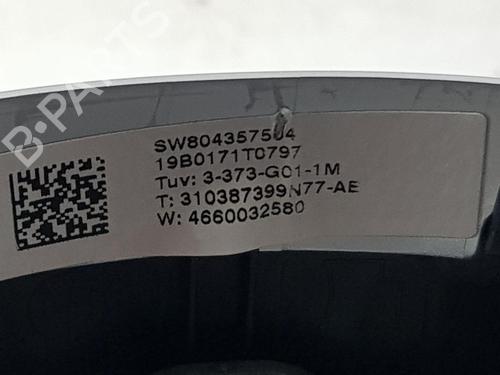 B-PARTS
SW804357504
19B0171T0797
Tuv: 3-373-G01-1M
T: 310387399N77-AE
W: 4660032580